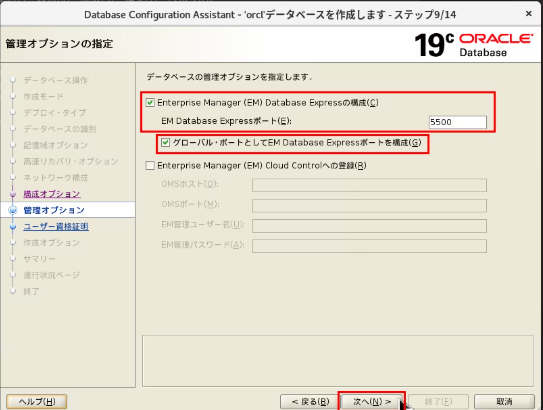 Database Configuration Assistant - 'orcl'データベースを作成します - ステップ9/14
管理オプションの指定
19c ORACLE Database
データベース操作
作成モード
デプロイ・タイプ
データベースの識別
記憶域オプション
高速リカバリ・オプション
ネットワーク構成
構成オプション
管理オプション
ユーザー資格証明
作成オプション
サマリー
進行状況ページ
終了
データベースの管理オプションを指定します.
Enterprise Manager (EM) Database Expressの構成(C)
EM Database Expressポート(E): 5500
グローバル・ポートとしてEM Database Expressポートを構成(G)
Enterprise Manager (EM) Cloud Controlへの登録(R)
OMSホスト(O):
OMSポート(M):
EM管理ユーザー名(U):
EM管理パスワード(A):
ヘルプ(H)
< 戻る(B)
次へ(N) >
終了(F)
取消